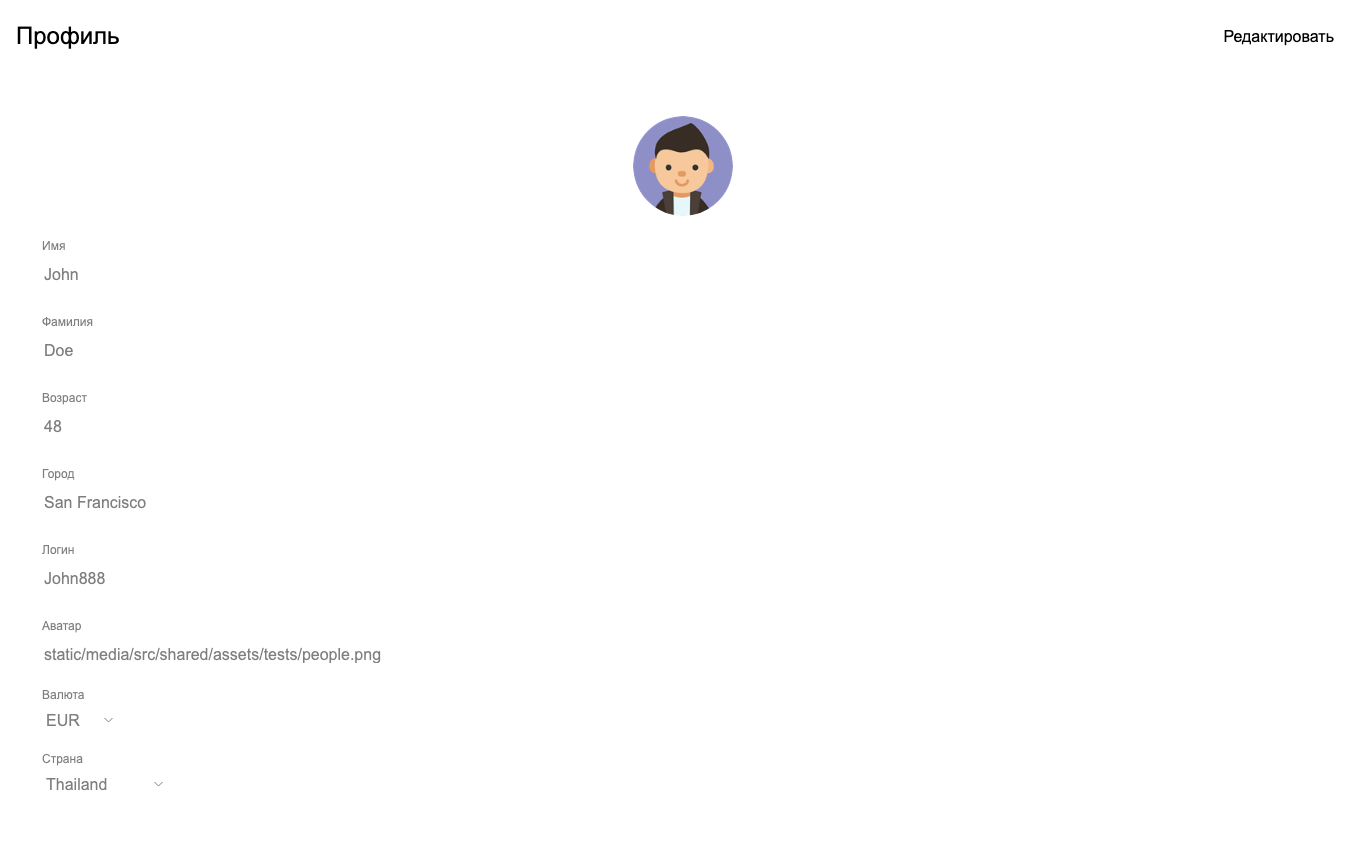 Профиль
Редактировать
Имя
John
Фамилия
Doe
Возраст
48
Город
San Francisco
Логин
John888
Аватар
static/media/src/shared/assets/tests/people.png
Валюта
EUR
Страна
Thailand